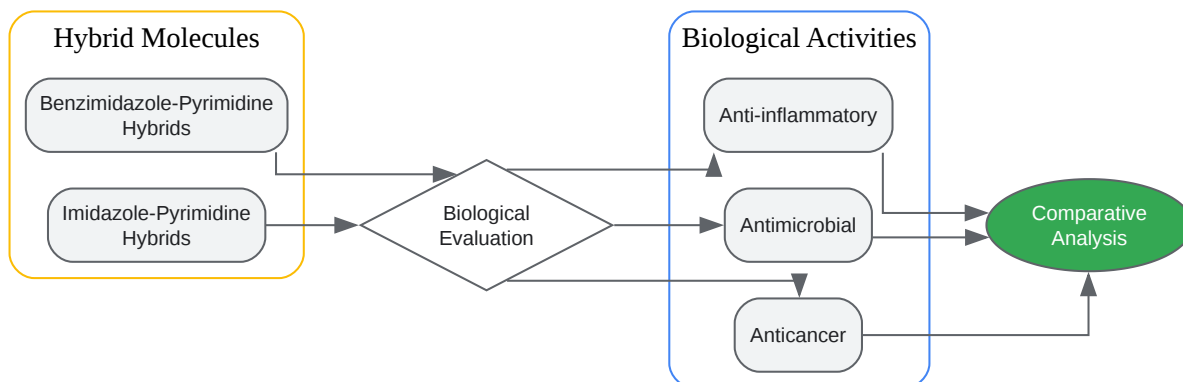 Hybrid Molecules
Benzimidazole-Pyrimidine
Hybrids
Imidazole-Pyrimidine
Hybrids
Biological
Evaluation
Biological Activities
Anti-inflammatory
Antimicrobial
Anticancer
Comparative
Analysis